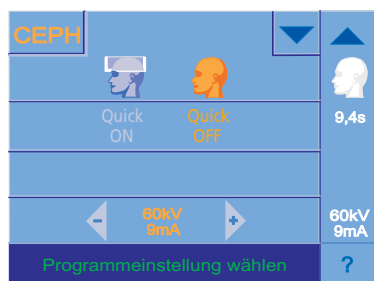 CEPH
9,4s
Quick Quick
ON OFF
- 60kV +
9mA
60kV
9mA
Programmeinstellung wählen
?